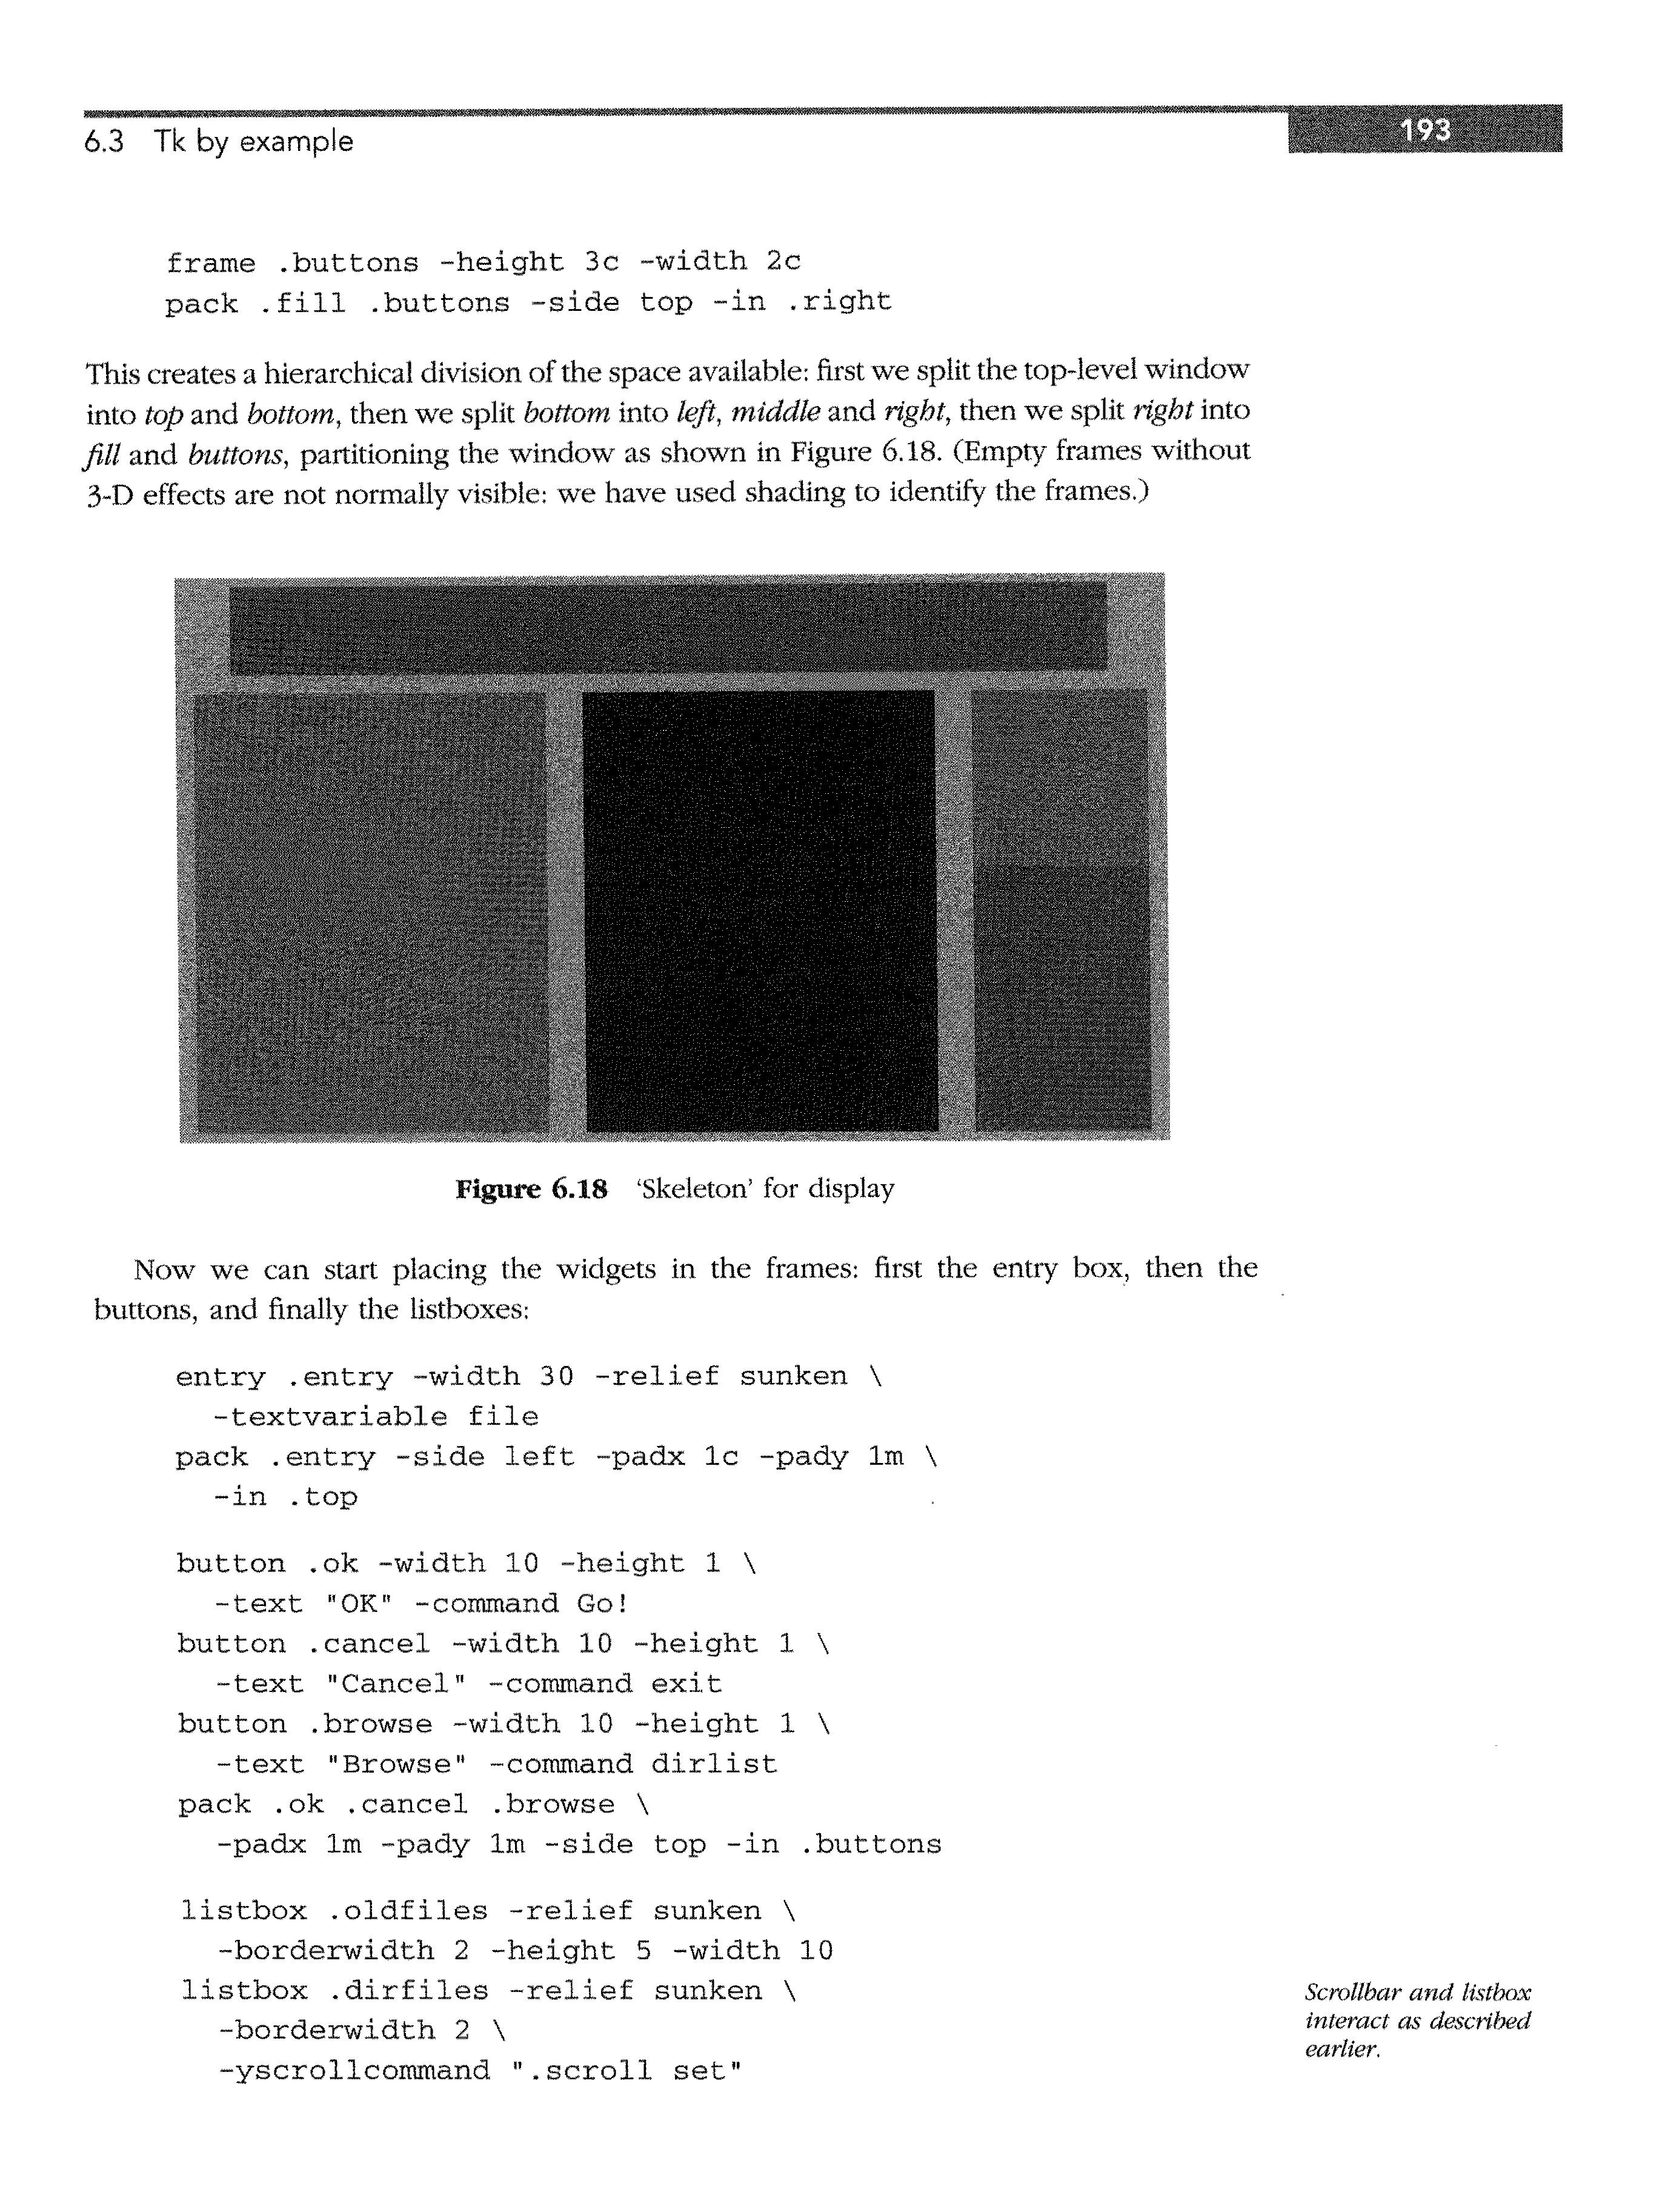 6.3 Tk by example
193
frame .buttons -height 3c -width 2c
pack .fill .buttons -side top -in .right
This creates a hierarchical division of the space available: first we split the top-level window
into top and bottom, then we split bottom into left, middle and right, then we split right into
fill and buttons, partitioning the window as shown in Figure 6.18. (Empty frames without
3-D effects are not normally visible: we have used shading to identify the frames.)
Figure 6.18 ‘Skeleton’ for display
Now we can start placing the widgets in the frames: first the entry box, then the
buttons, and finally the listboxes:
entry .entry -width 30 -relief sunken \
-textvariable file
pack .entry -side left -padx 1c -pady 1m \
-in .top
button .ok -width 10 -height 1 \
-text "OK" -command Go!
button .cancel -width 10 -height 1 \
-text "Cancel" -command exit
button .browse -width 10 -height 1 \
-text "Browse" -command dirlist
pack .ok .cancel .browse \
-padx 1m -pady 1m -side top -in .buttons
listbox .oldfiles -relief sunken \
-borderwidth 2 -height 5 -width 10
listbox .dirfiles -relief sunken \
-borderwidth 2 \
-yscrollcommand ".scroll set"
Scrollbar and listbox
interact as described
earlier.